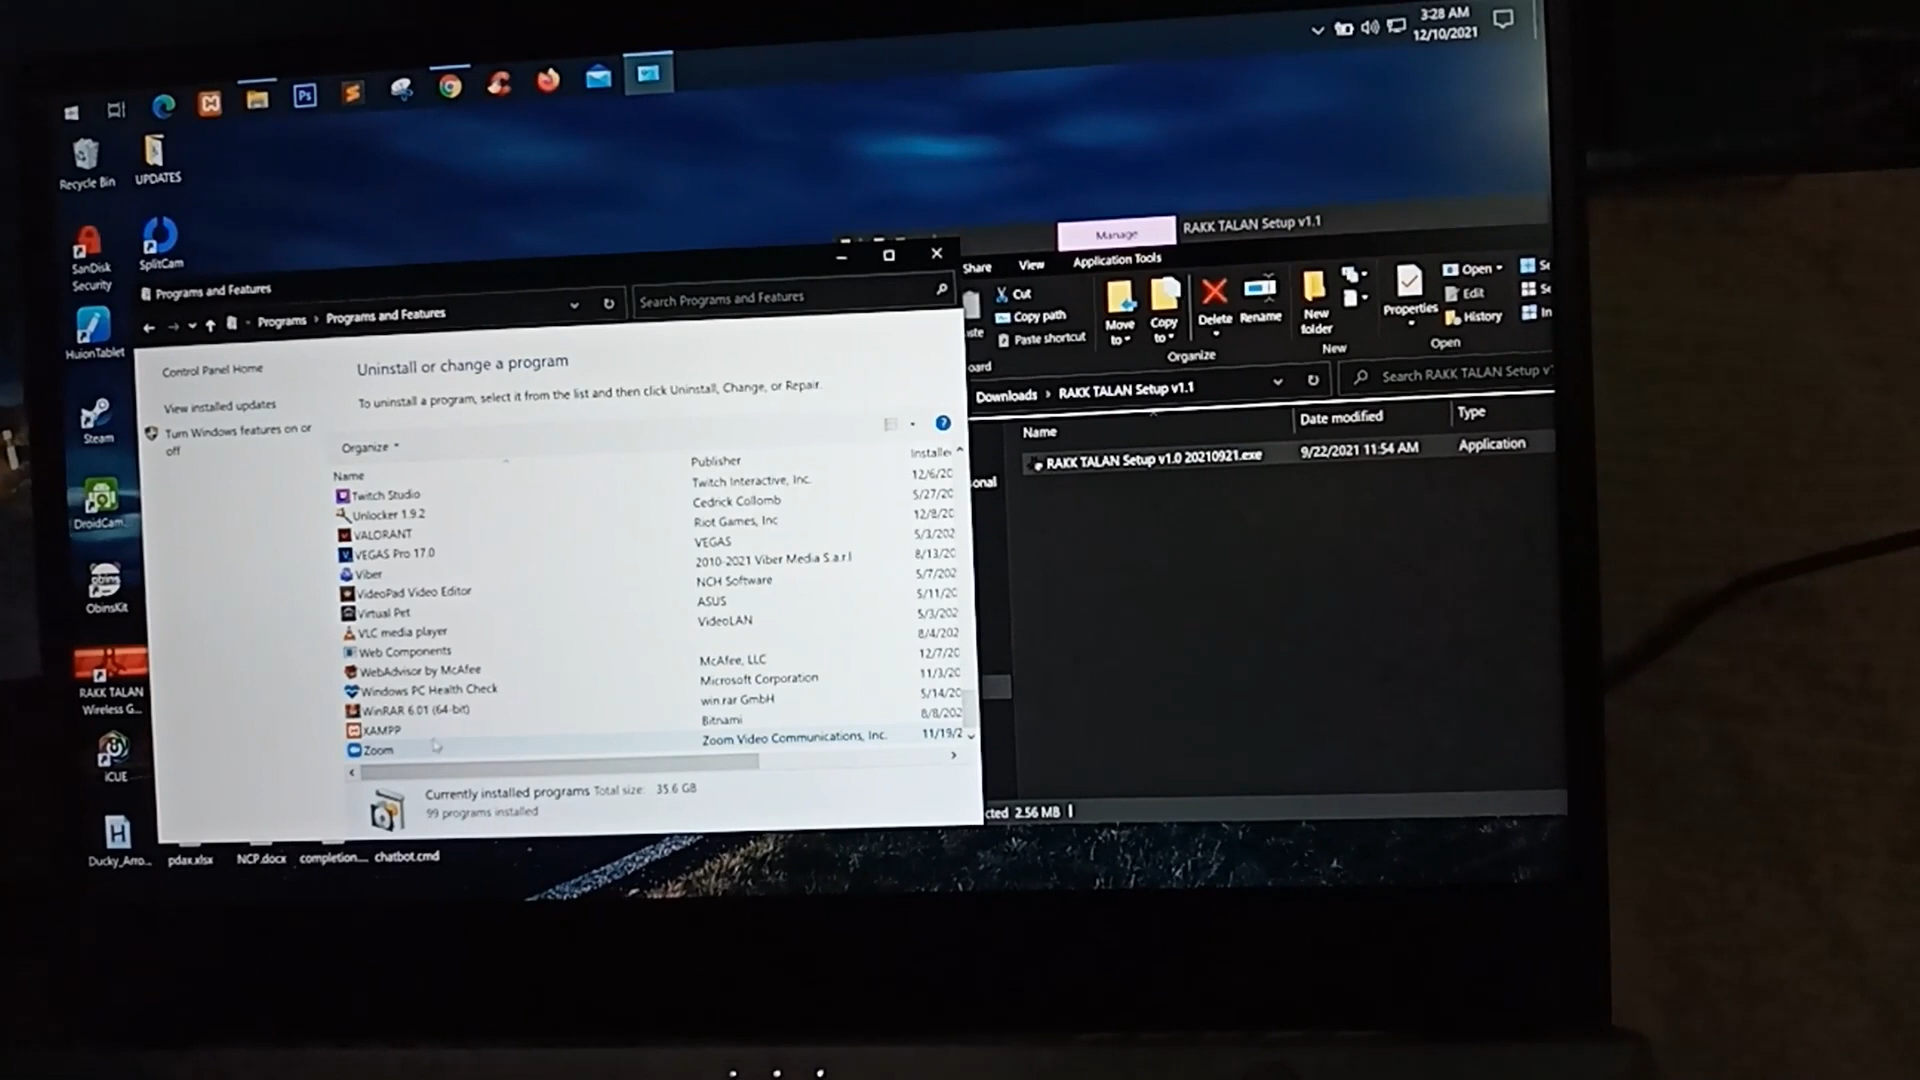 3:28 AM
12/10/2021
Ps
Recycle Bin
UPDATES
SanDisk
Security
SplitCam
HuionTablet
Steam
DroidCam.
obins
ObinsKit
RAKK TALAN
Wireless G...
iCUE
H
Ducky_Arro...
pdax.xlsx
NCP.docx
completion....
chatbot.cmd
Programs and Features
Programs › Programs and Features
Search Programs and Features
Control Panel Home
View installed updates
Turn Windows features on or
off
Uninstall or change a program
To uninstall a program, select it from the list and then click Uninstall, Change, or Repair.
Organize
Name Publisher Installe
Twitch Studio Twitch Interactive, Inc. 12/6/20
Unlocker 1.9.2 Cedrick Collomb 5/27/20
VALORANT Riot Games, Inc 12/8/20
VEGAS Pro 17.0 VEGAS 5/3/202
Viber 2010-2021 Viber Media S.a.r.l 8/13/20
VideoPad Video Editor NCH Software 5/7/202
Virtual Pet ASUS 5/11/20
VLC media player VideoLAN 5/3/202
Web Components 8/4/202
WebAdvisor by McAfee McAfee, LLC 12/7/20
Windows PC Health Check Microsoft Corporation 11/3/20
WinRAR 6.01 (64-bit) win.rar GmbH 5/14/20
XAMPP Bitnami 8/8/202
Zoom Zoom Video Communications, Inc. 11/19/2
Currently installed programs Total size: 35.6 GB
99 programs installed
Manage
RAKK TALAN Setup v1.1
Share View Application Tools
Cut
Copy path
Paste shortcut
ste
oard
Move
to
Copy
to
Delete
Rename
Organize
New
folder
New
Properties
Open
Edit
History
Open
Se
Se
In
Downloads › RAKK TALAN Setup v1.1
Search RAKK TALAN Setup v
Name Date modified Type
RAKK TALAN Setup v1.0 20210921.exe 9/22/2021 11:54 AM Application
onal
cted 2.56 MB